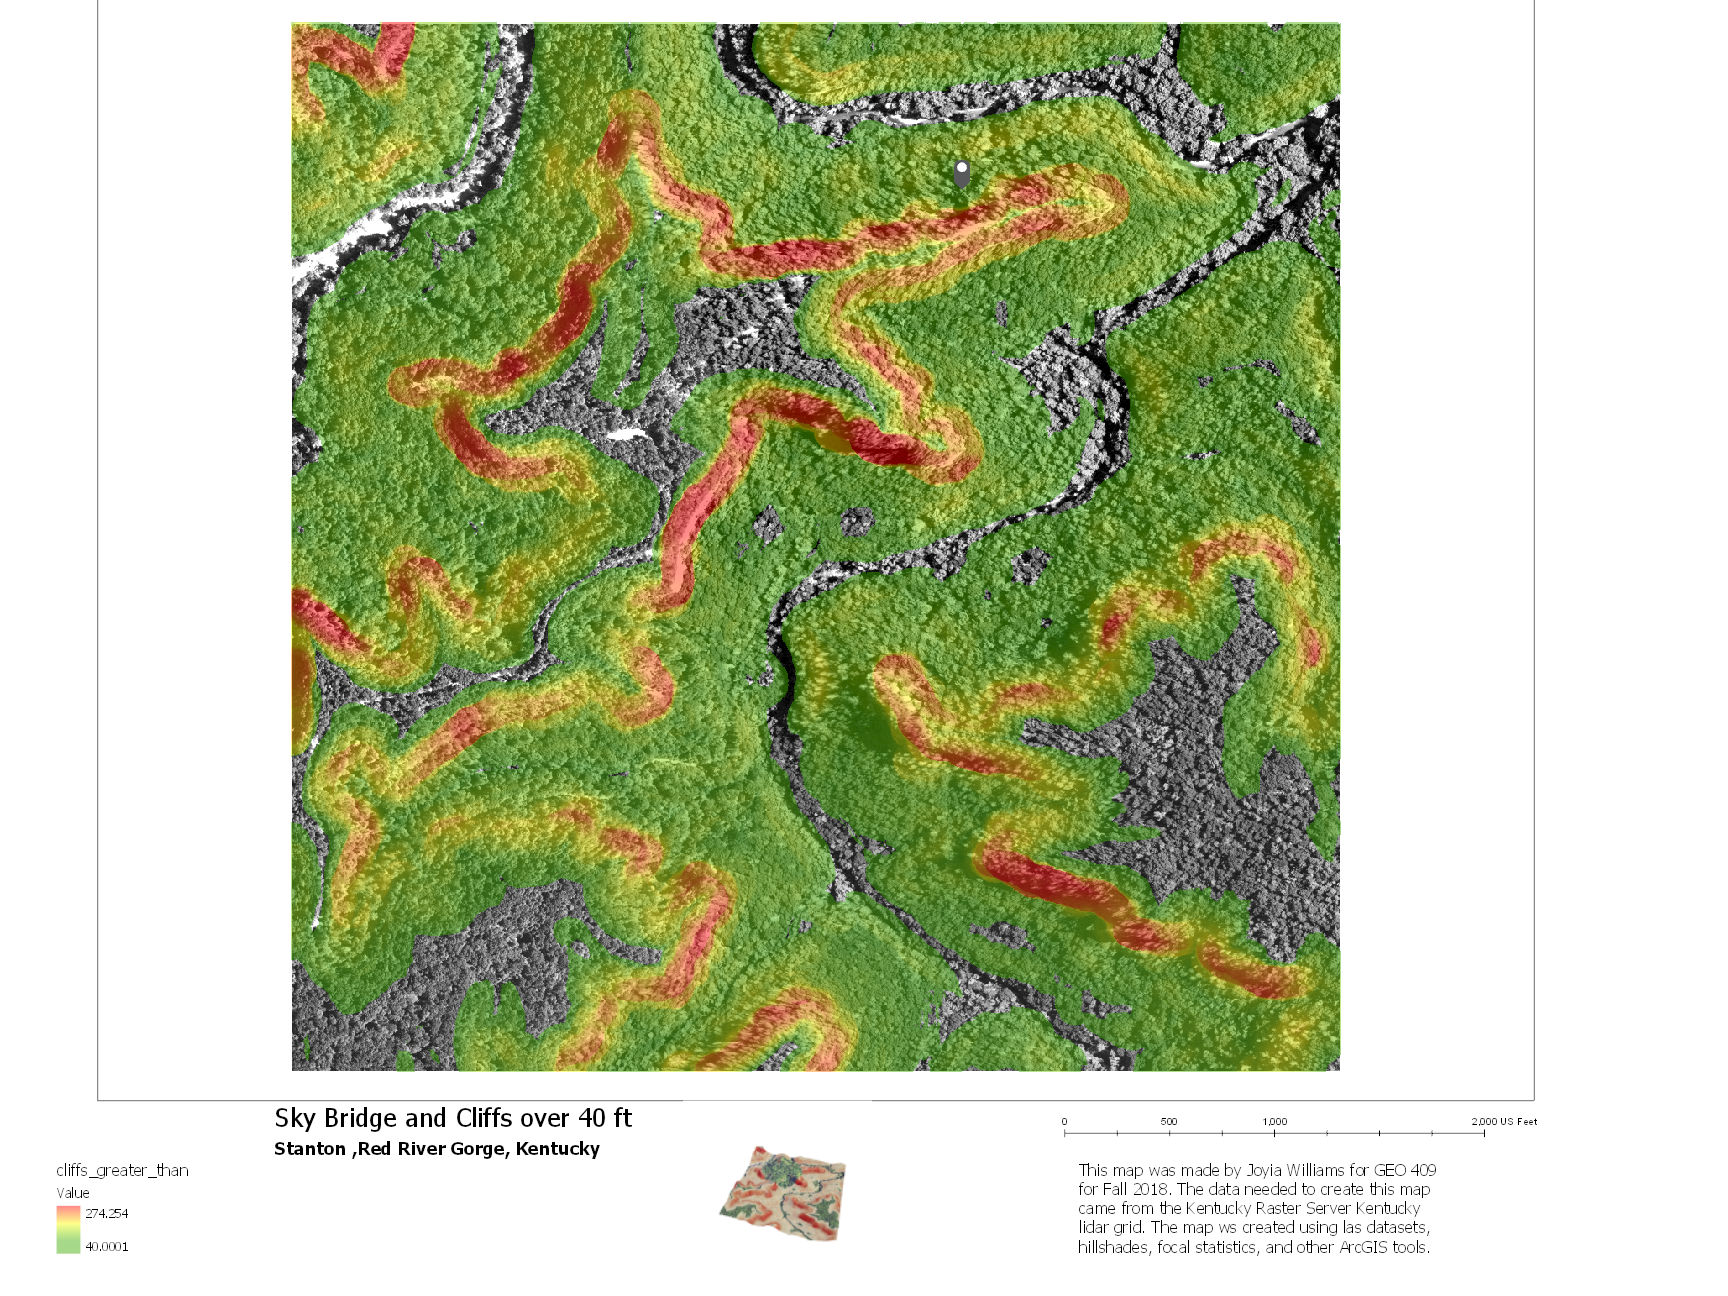 Sky Bridge and Cliffs over 40 ft
Stanton ,Red River Gorge, Kentucky
cliffs_greater_than
Value
274.254
40.0001
0 500 1,000 2,000 US Feet
This map was made by Joyia Williams for GEO 409
for Fall 2018. The data needed to create this map
came from the Kentucky Raster Server Kentucky
lidar grid. The map ws created using las datasets,
hillshades, focal statistics, and other ArcGIS tools.